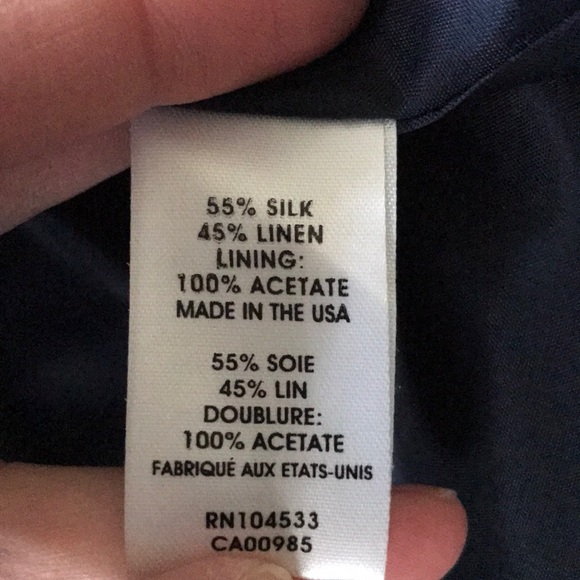 55% SILK
45% LINEN
LINING:
100% ACETATE
MADE IN THE USA
55% SOIE
45% LIN
DOUBLURE:
100% ACETATE
FABRIQUÉ AUX ETATS-UNIS
RN104533
CA00985